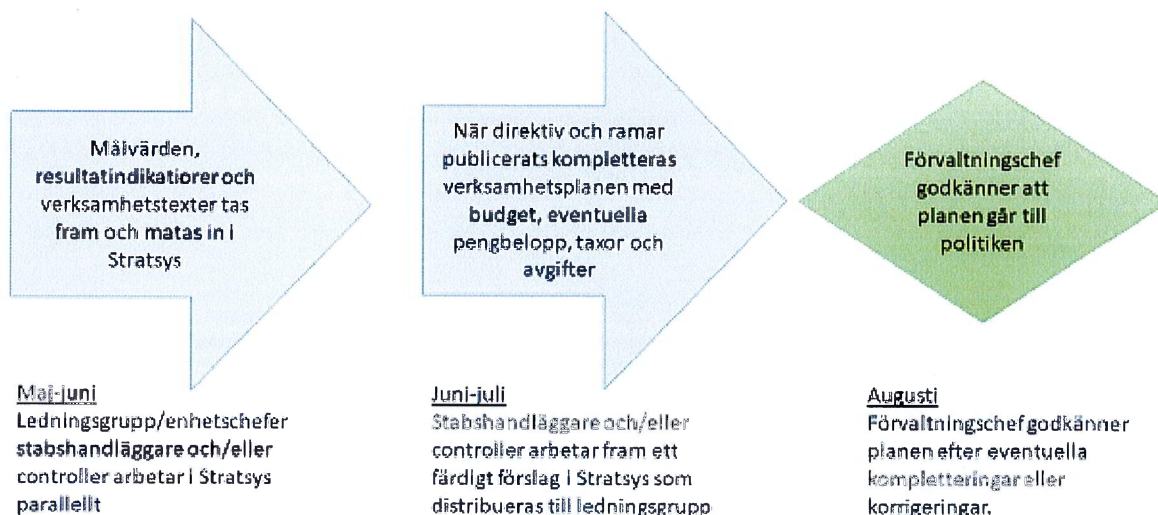 Målvärden,
resultatindikatiorer och
verksamhetstexter tas
fram och matas in i
Stratsys
När direktiv och ramar
publicerats kompletteras
verksamhetsplanen med
budget, eventuella
pengbelopp, taxor och
avgifter
Förvaltningschef
godkänner att
planen går till
politiken
Maj-juni
Ledningsgrupp/enhetschefer
stabshandläggare och/eller
controller arbetar i Stratsys
parallellt
Juni-juli
Stabshandläggare och/eller
controller arbetar fram ett
färdigt förslag i Stratsys som
distribueras till ledningsgrupp
Augusti
Förvaltningschef godkänner
planen efter eventuella
kompletteringar eller
korrigeringar.